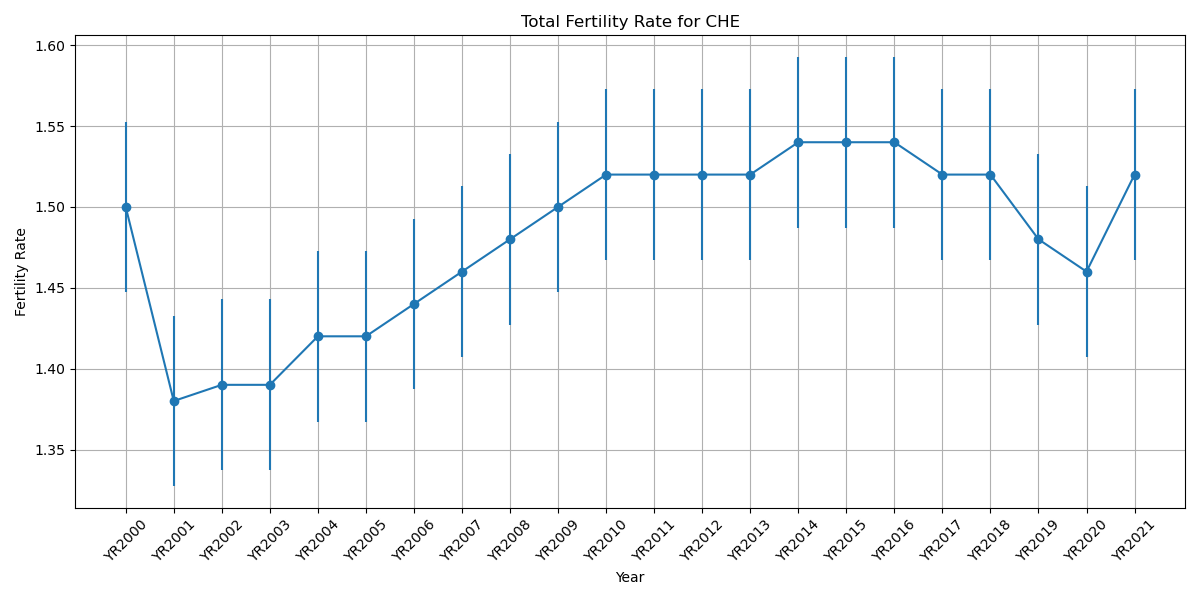 Total Fertility Rate for CHE
Fertility Rate
1.60
1.55
1.50
1.45
1.40
1.35
YR2000
YR2001
YR2002
YR2003
YR2004
YR2005
YR2006
YR2007
YR2008
YR2009
YR2010
YR2011
YR2012
YR2013
YR2014
YR2015
YR2016
YR2017
YR2018
YR2019
YR2020
YR2021
Year